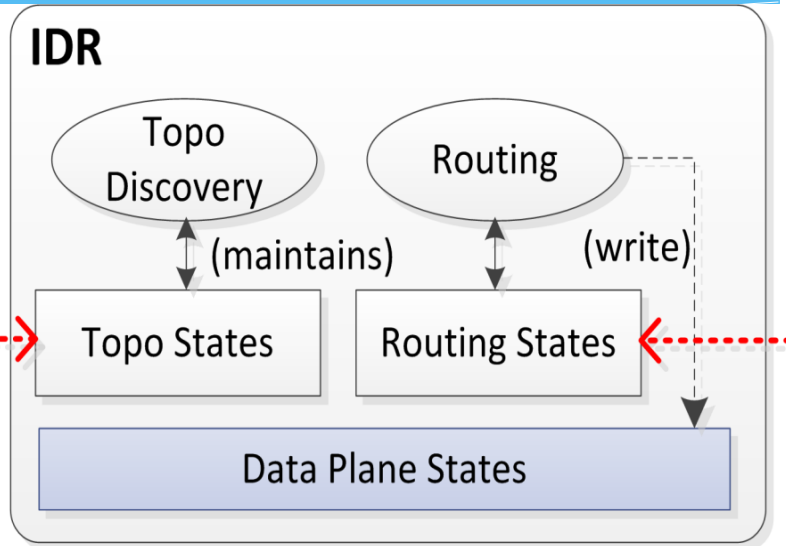 IDR
Topo
Discovery
Routing
(maintains)
(write)
Topo States
Routing States
Data Plane States